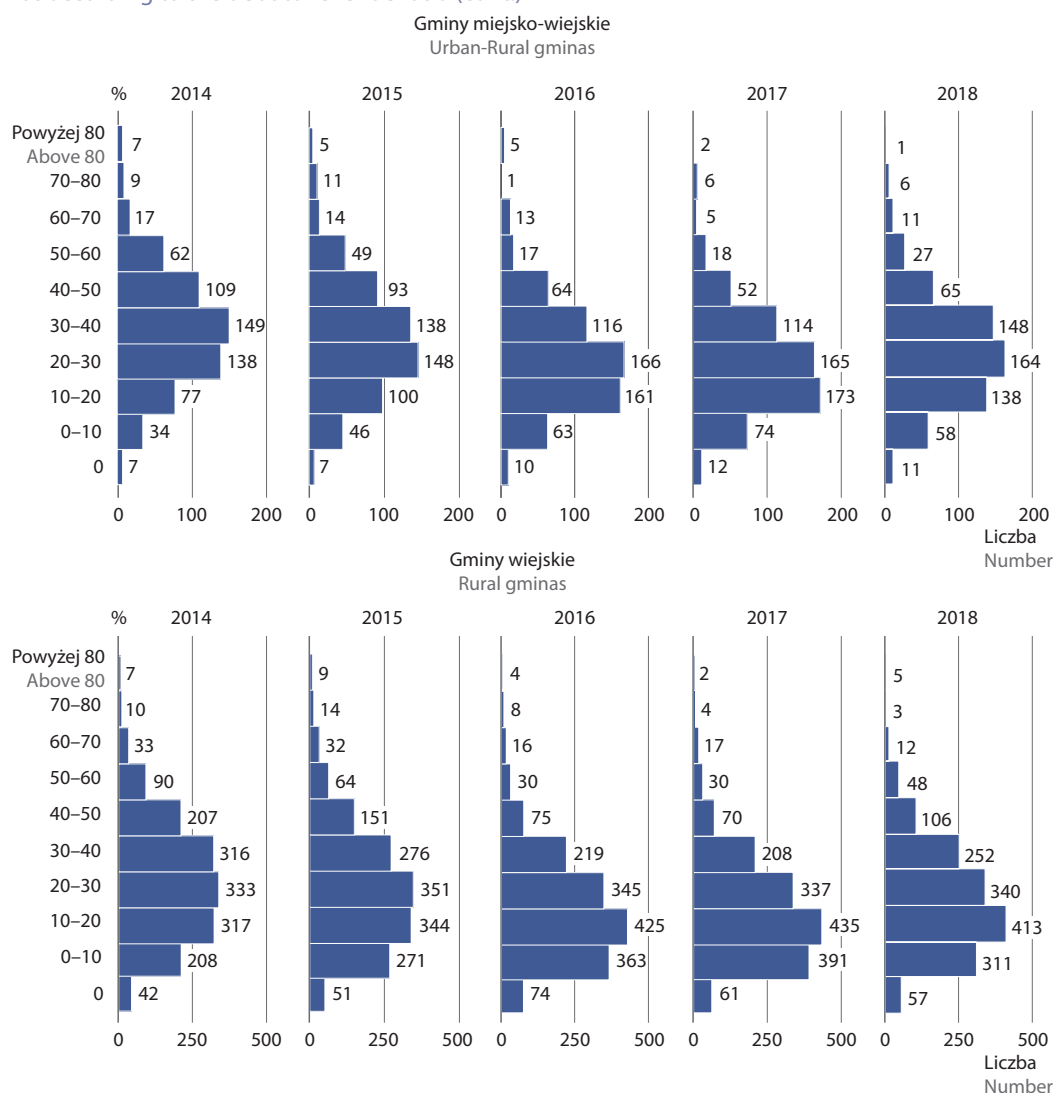 Gminy miejsko-wiejskie
Urban-Rural gminas
% 2014 2015 2016 2017 2018
Powyżej 80 7 5 5 2 1
Above 80
70–80 9 11 1 6 6
60–70 17 14 13 5 11
50–60 62 49 17 18 27
40–50 109 93 64 52 65
30–40 149 138 116 114 148
20–30 138 148 166 165 164
10–20 77 100 161 173 138
0–10 34 46 63 74 58
0 7 7 10 12 11
0 100 200 0 100 200 0 100 200 0 100 200 0 100 200
Liczba
Number
Gminy wiejskie
Rural gminas
% 2014 2015 2016 2017 2018
Powyżej 80 7 9 4 2 5
Above 80
70–80 10 14 8 4 3
60–70 33 32 16 17 12
50–60 90 64 30 30 48
40–50 207 151 75 70 106
30–40 316 276 219 208 252
20–30 333 351 345 337 340
10–20 317 344 425 435 413
0–10 208 271 363 391 311
0 42 51 74 61 57
0 250 500 0 250 500 0 250 500 0 250 500 0 250 500
Liczba
Number